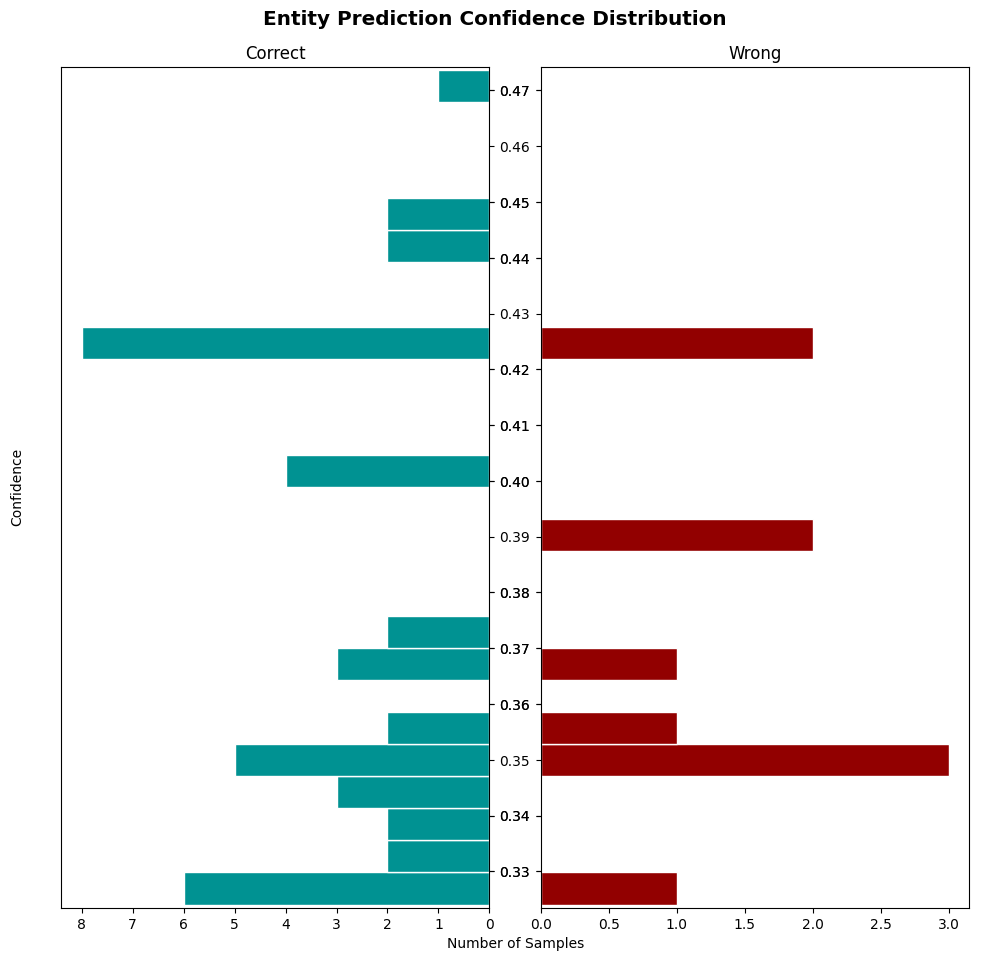 Entity Prediction Confidence Distribution
Correct
Wrong
Confidence
0.47
0.46
0.45
0.44
0.43
0.42
0.41
0.40
0.39
0.38
0.37
0.36
0.35
0.34
0.33
8 7 6 5 4 3 2 1 0
0.0 0.5 1.0 1.5 2.0 2.5 3.0
Number of Samples